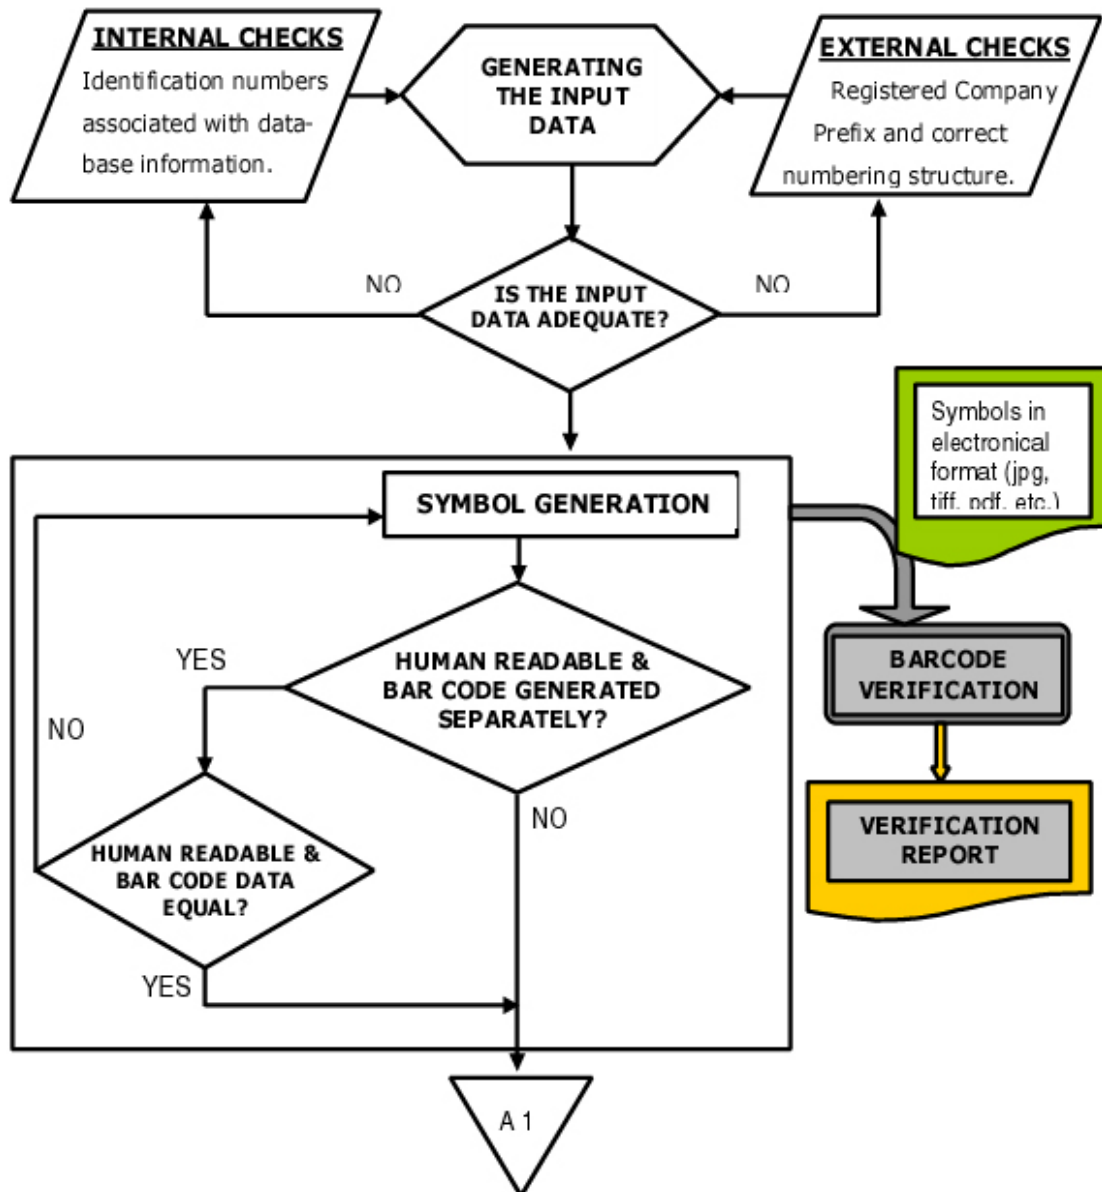 INTERNAL CHECKS
Identification numbers
associated with data-
base information.
GENERATING
THE INPUT
DATA
EXTERNAL CHECKS
Registered Company
Prefix and correct
numbering structure.
NO
IS THE INPUT
DATA ADEQUATE?
NO
Symbols in
electronical
format (jpg,
tiff, pdf, etc.)
SYMBOL GENERATION
YES
HUMAN READABLE &
BAR CODE GENERATED
SEPARATELY?
BARCODE
VERIFICATION
NO
NO
VERIFICATION
REPORT
HUMAN READABLE &
BAR CODE DATA
EQUAL?
YES
A 1